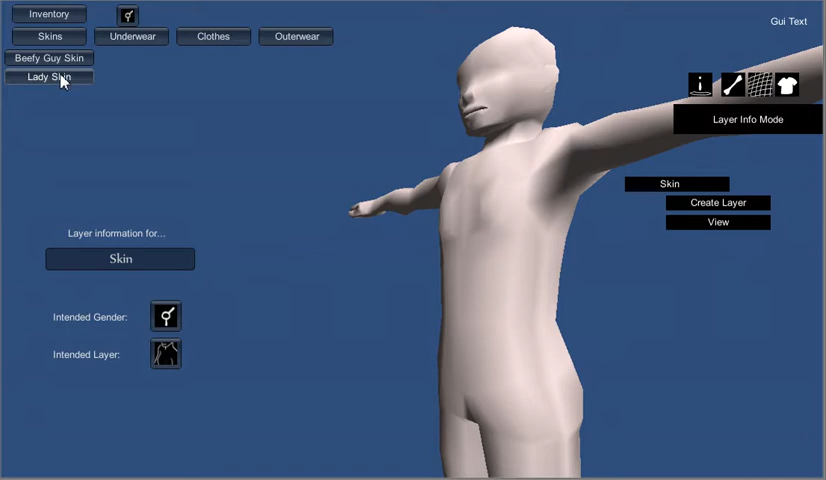 Inventory
Skins
Underwear
Clothes
Outerwear
Gui Text
Beefy Guy Skin
Lady Skin
Layer Info Mode
Skin
Create Layer
View
Layer information for...
Skin
Intended Gender:
Intended Layer: